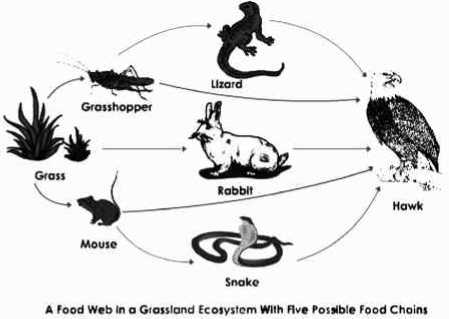 Lizard
Grasshopper
Grass
Rabbit
Hawk
Mouse
Snake
A Food Web in a Grassland Ecosystem With Five Possible Food Chains